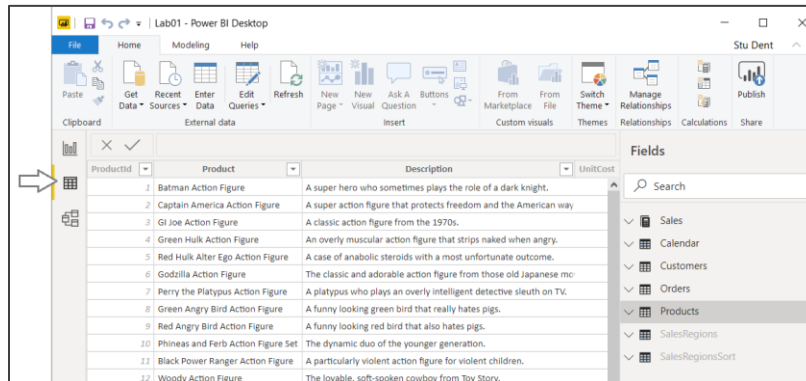 Lab01 - Power BI Desktop
File Home Modeling Help Stu Dent
Paste
Get Data
Recent Sources
Enter Data
Edit Queries
Refresh
New Page
New Visual
Ask A Question
Buttons
From Marketplace
From File
Switch Theme
Manage Relationships
Publish
Clipboard External data Insert Custom visuals Themes Relationships Calculations Share
ProductId Product Description UnitCost
1 Batman Action Figure A super hero who sometimes plays the role of a dark knight.
2 Captain America Action Figure A super action figure that protects freedom and the American way
3 GI Joe Action Figure A classic action figure from the 1970s.
4 Green Hulk Action Figure An overly muscular action figure that strips naked when angry.
5 Red Hulk Alter Ego Action Figure A case of anabolic steroids with a most unfortunate outcome.
6 Godzilla Action Figure The classic and adorable action figure from those old Japanese mo
7 Perry the Platypus Action Figure A platypus who plays an overly intelligent detective sleuth on TV.
8 Green Angry Bird Action Figure A funny looking green bird that really hates pigs.
9 Red Angry Bird Action Figure A funny looking red bird that also hates pigs.
10 Phineas and Ferb Action Figure Set The dynamic duo of the younger generation.
11 Black Power Ranger Action Figure A particularly violent action figure for violent children.
12 Woody Action Figure The lovable, soft-spoken cowboy from Toy Story.
Fields
Search
Sales
Calendar
Customers
Orders
Products
SalesRegions
SalesRegionsSort